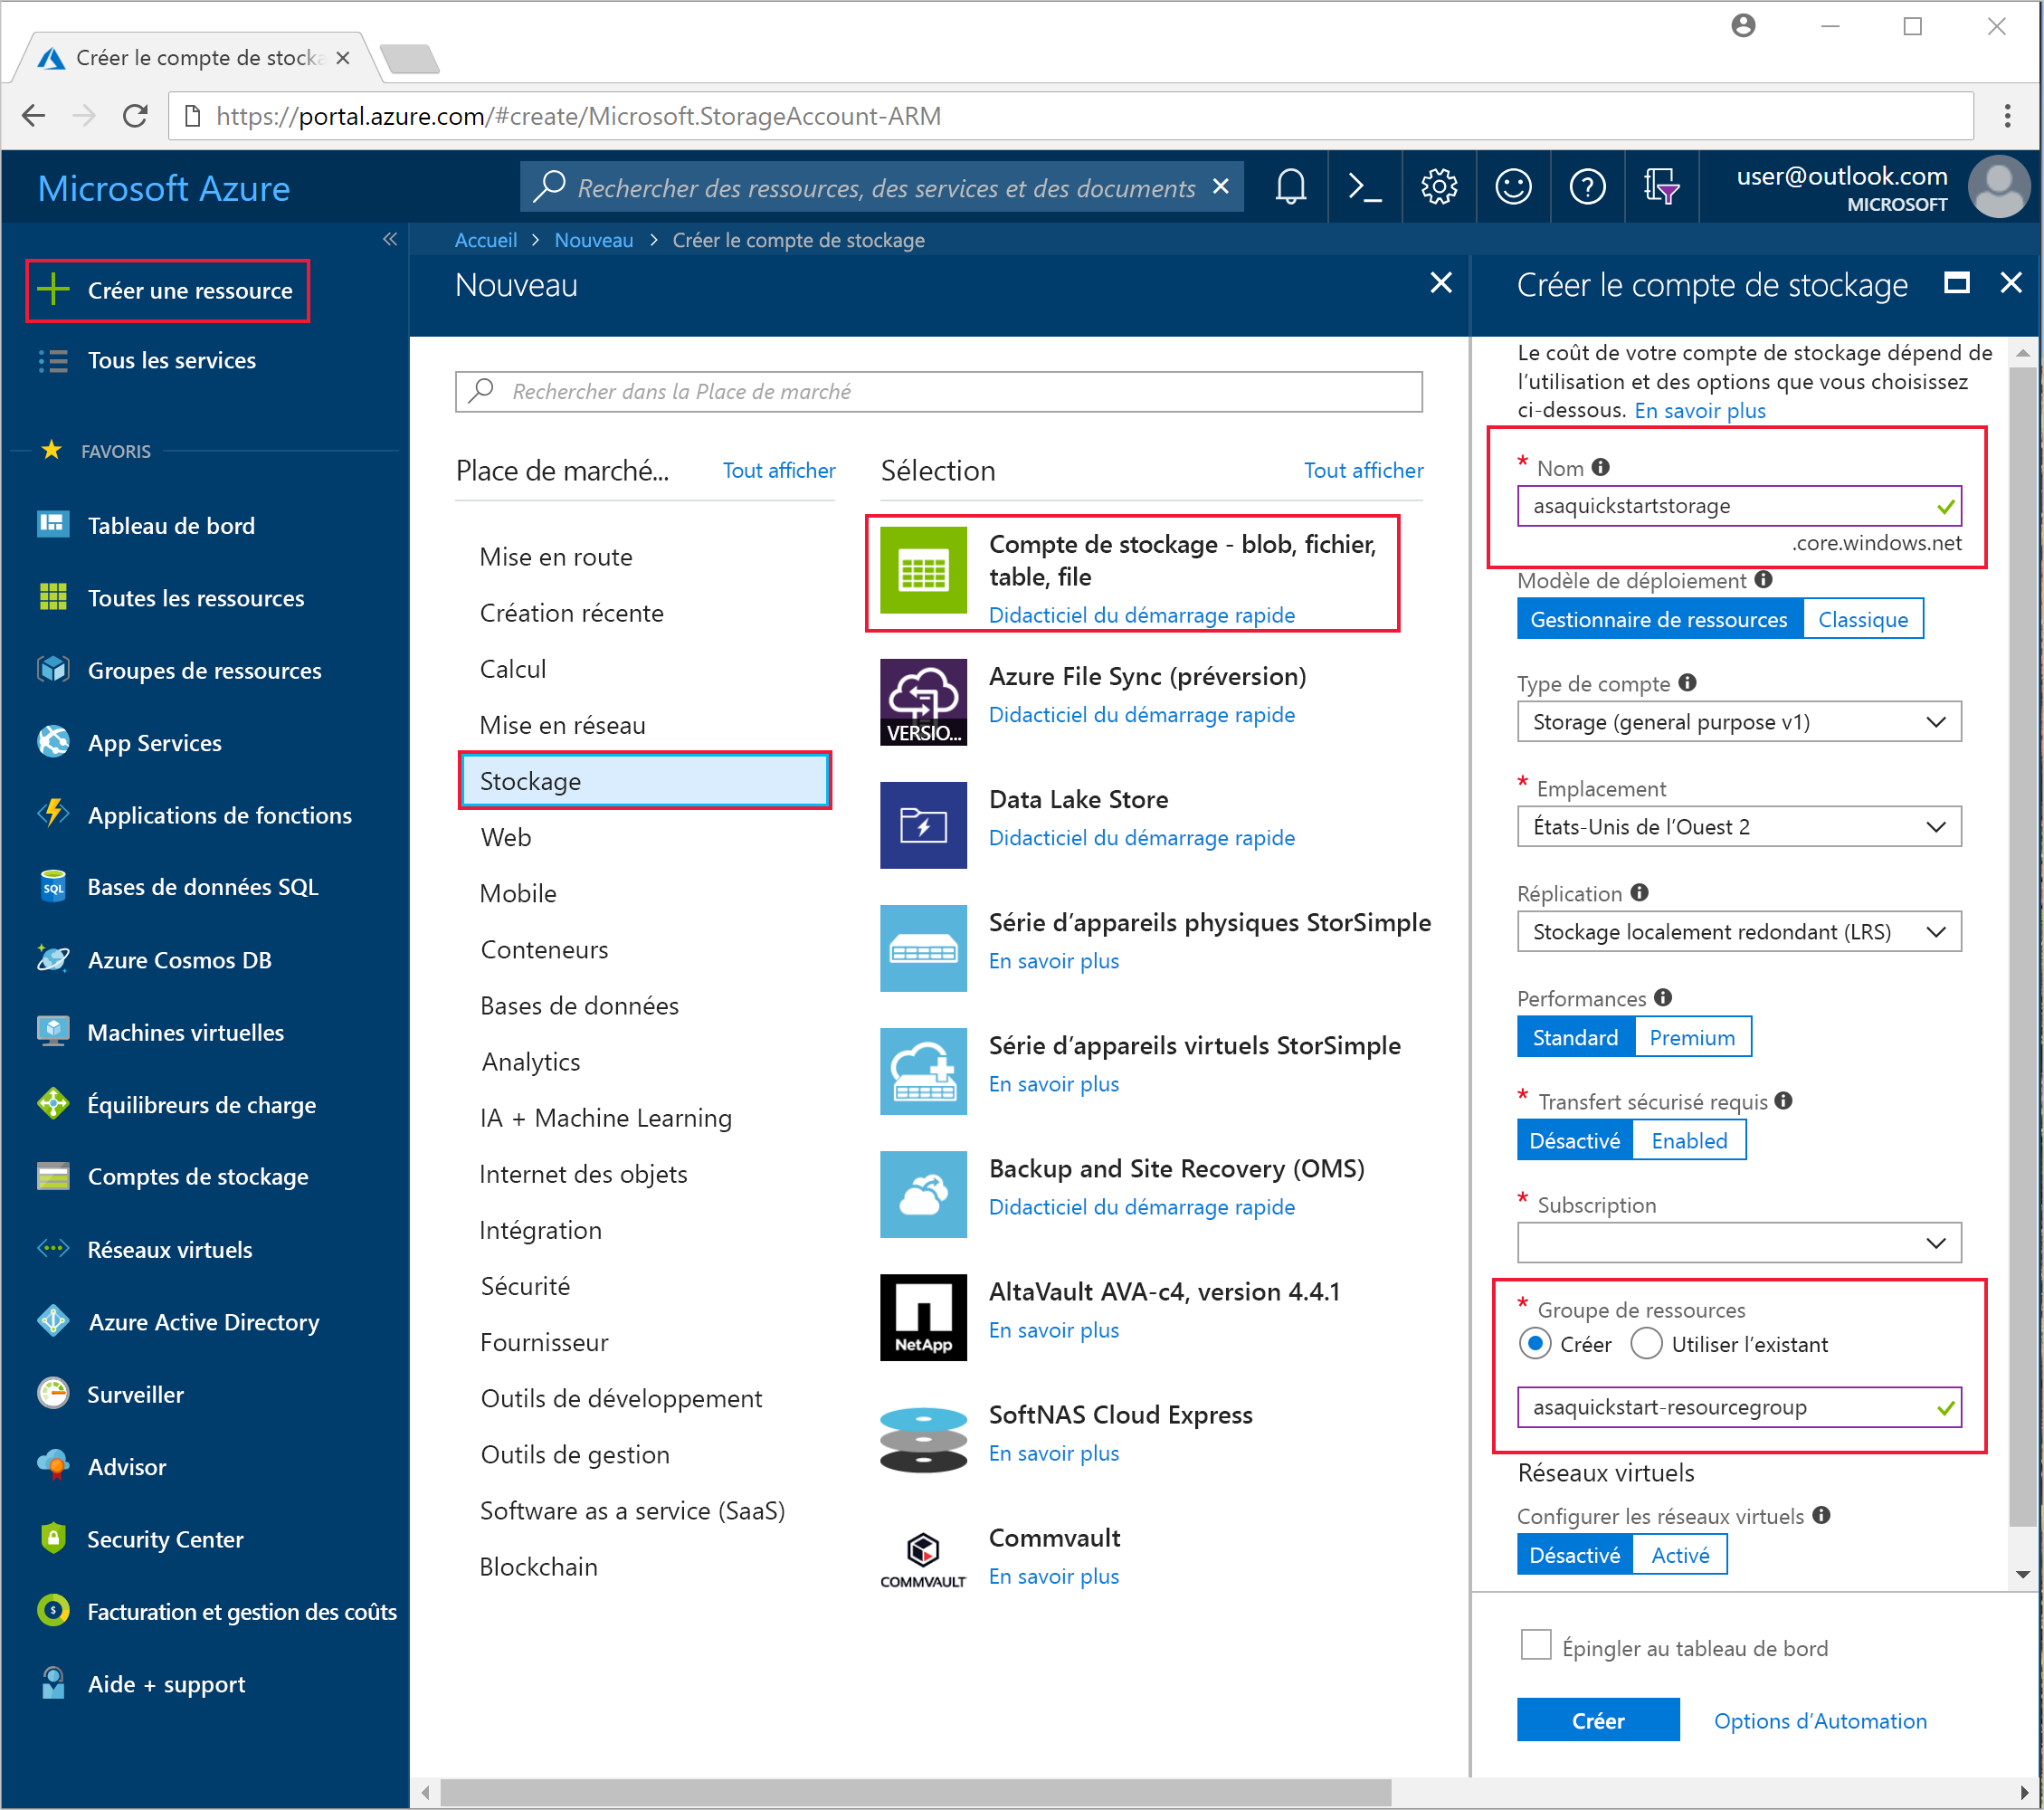 Créer le compte de stocka
https://portal.azure.com/#create/Microsoft.StorageAccount-ARM
Microsoft Azure
Rechercher des ressources, des services et des documents
user@outlook.com
MICROSOFT
Accueil > Nouveau > Créer le compte de stockage
Créer une ressource
Tous les services
FAVORIS
Tableau de bord
Toutes les ressources
Groupes de ressources
App Services
Applications de fonctions
SQL
Bases de données SQL
Azure Cosmos DB
Machines virtuelles
Équilibreurs de charge
Comptes de stockage
Réseaux virtuels
Azure Active Directory
Surveiller
Advisor
Security Center
Facturation et gestion des coûts
Aide + support
Nouveau
Rechercher dans la Place de marché
Place de marché...
Tout afficher
Mise en route
Création récente
Calcul
Mise en réseau
Stockage
Web
Mobile
Conteneurs
Bases de données
Analytics
IA + Machine Learning
Internet des objets
Intégration
Sécurité
Fournisseur
Outils de développement
Outils de gestion
Software as a service (SaaS)
Blockchain
Sélection
Tout afficher
Compte de stockage - blob, fichier,
table, file
Didacticiel du démarrage rapide
VERSIO...
Azure File Sync (préversion)
Didacticiel du démarrage rapide
Data Lake Store
Didacticiel du démarrage rapide
Série d’appareils physiques StorSimple
En savoir plus
Série d’appareils virtuels StorSimple
En savoir plus
Backup and Site Recovery (OMS)
Didacticiel du démarrage rapide
NetApp
AltaVault AVA-c4, version 4.4.1
En savoir plus
SoftNAS Cloud Express
En savoir plus
COMMVAULT
Commvault
En savoir plus
Créer le compte de stockage
Le coût de votre compte de stockage dépend de
l’utilisation et des options que vous choisissez
ci-dessous. En savoir plus
* Nom
asaquickstartstorage
.core.windows.net
Modèle de déploiement
Gestionnaire de ressources Classique
Type de compte
Storage (general purpose v1)
* Emplacement
États-Unis de l’Ouest 2
Réplication
Stockage localement redondant (LRS)
Performances
Standard Premium
* Transfert sécurisé requis
Désactivé Enabled
* Subscription
* Groupe de ressources
Créer Utiliser l’existant
asaquickstart-resourcegroup
Réseaux virtuels
Configurer les réseaux virtuels
Désactivé Activé
Épingler au tableau de bord
Créer Options d’Automation